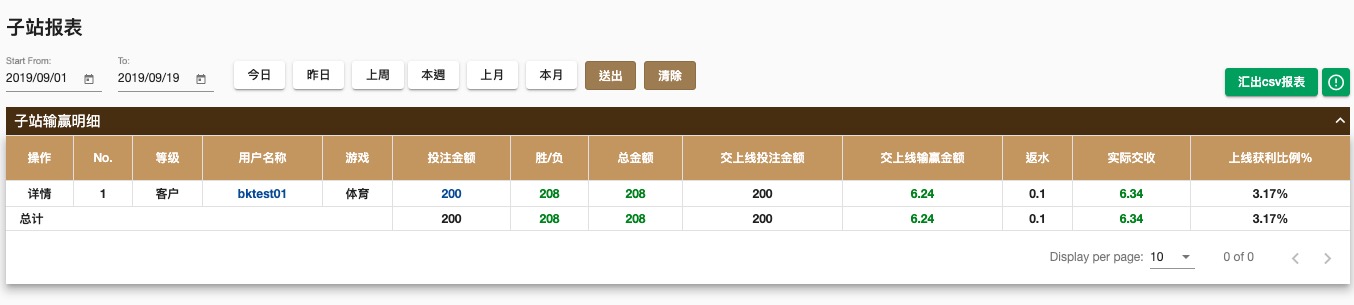 子站报表
Start From: To:
2019/09/01 2019/09/19 今日 昨日 上周 本週 上月 本月 送出 清除 汇出csv报表
子站输赢明细
操作 No. 等级 用户名称 游戏 投注金额 胜/负 总金额 交上线投注金额 交上线输赢金额 返水 实际交收 上线获利比例%
详情 1 客户 bktest01 体育 200 208 208 200 6.24 0.1 6.34 3.17%
总计 200 208 208 200 6.24 0.1 6.34 3.17%
Display per page: 10 0 of 0